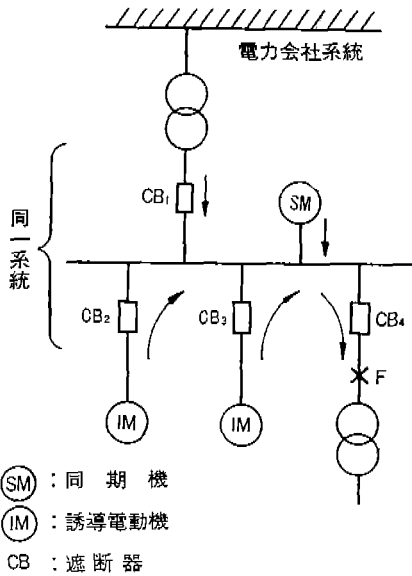 電力会社系統
CB₁
SM
同一系統
CB₂
CB₃
CB₄
F
IM
IM
SM : 同期機
IM : 誘導電動機
CB : 遮断器